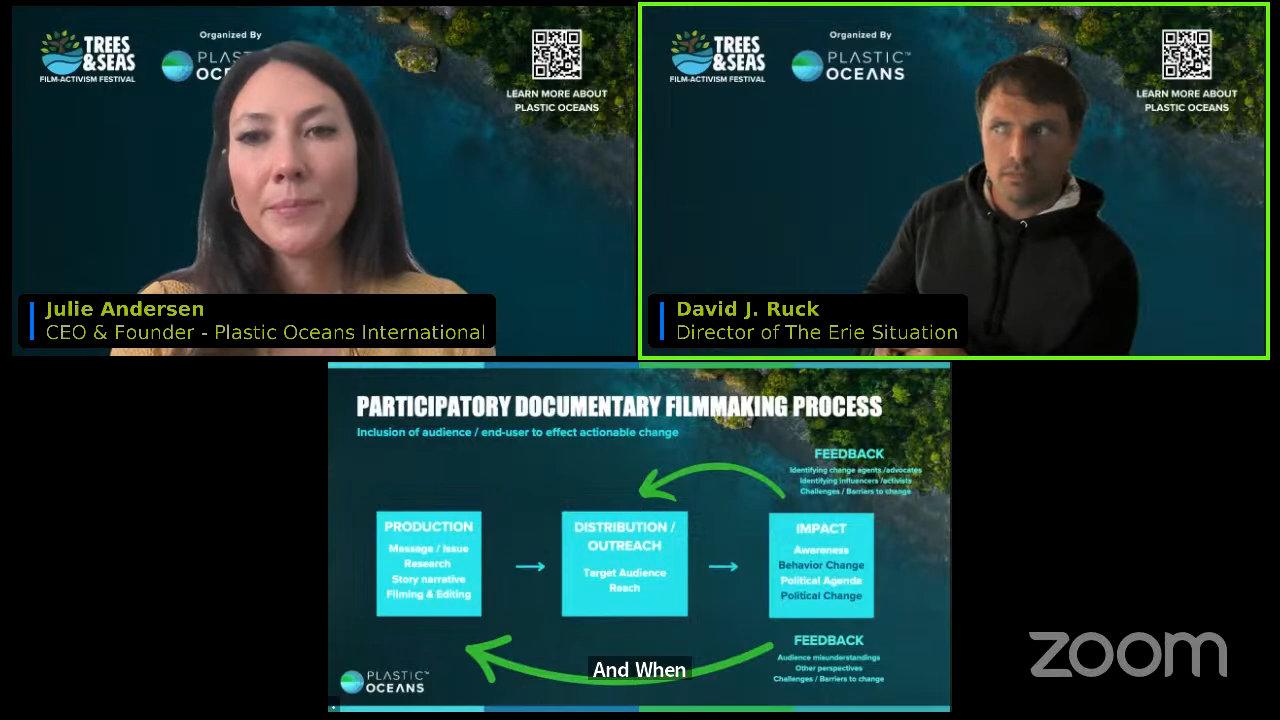 TREES
&SEAS
FILM-ACTIVISM FESTIVAL
Organized By
PLAS
OCE
LEARN MORE ABOUT
PLASTIC OCEANS
Julie Andersen
CEO & Founder - Plastic Oceans International
TREES
&SEAS
FILM-ACTIVISM FESTIVAL
Organized By
PLASTIC™
OCEANS
LEARN MORE ABOUT
PLASTIC OCEANS
David J. Ruck
Director of The Erie Situation
PARTICIPATORY DOCUMENTARY FILMMAKING PROCESS
Inclusion of audience / end-user to effect actionable change
FEEDBACK
Identifying change agents /advocates
Identifying influencers /activists
Challenges / Barriers to change
PRODUCTION
Message / Issue
Research
Story narrative
Filming & Editing
DISTRIBUTION /
OUTREACH
Target Audience
Reach
IMPACT
Awareness
Behavior Change
Political Agenda
Political Change
FEEDBACK
Audience misunderstandings
Other perspectives
Challenges / Barriers to change
PLASTIC™
OCEANS
And When
zoom